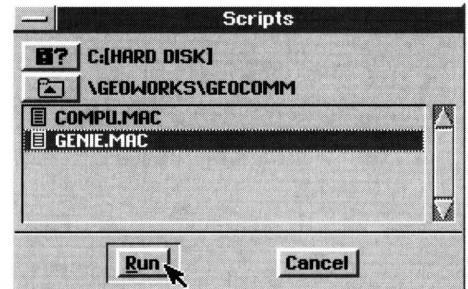 Scripts
? C:[HARD DISK]
\GEOWORKS\GEOCOMM
COMPU.MAC
GENIE.MAC
Run Cancel